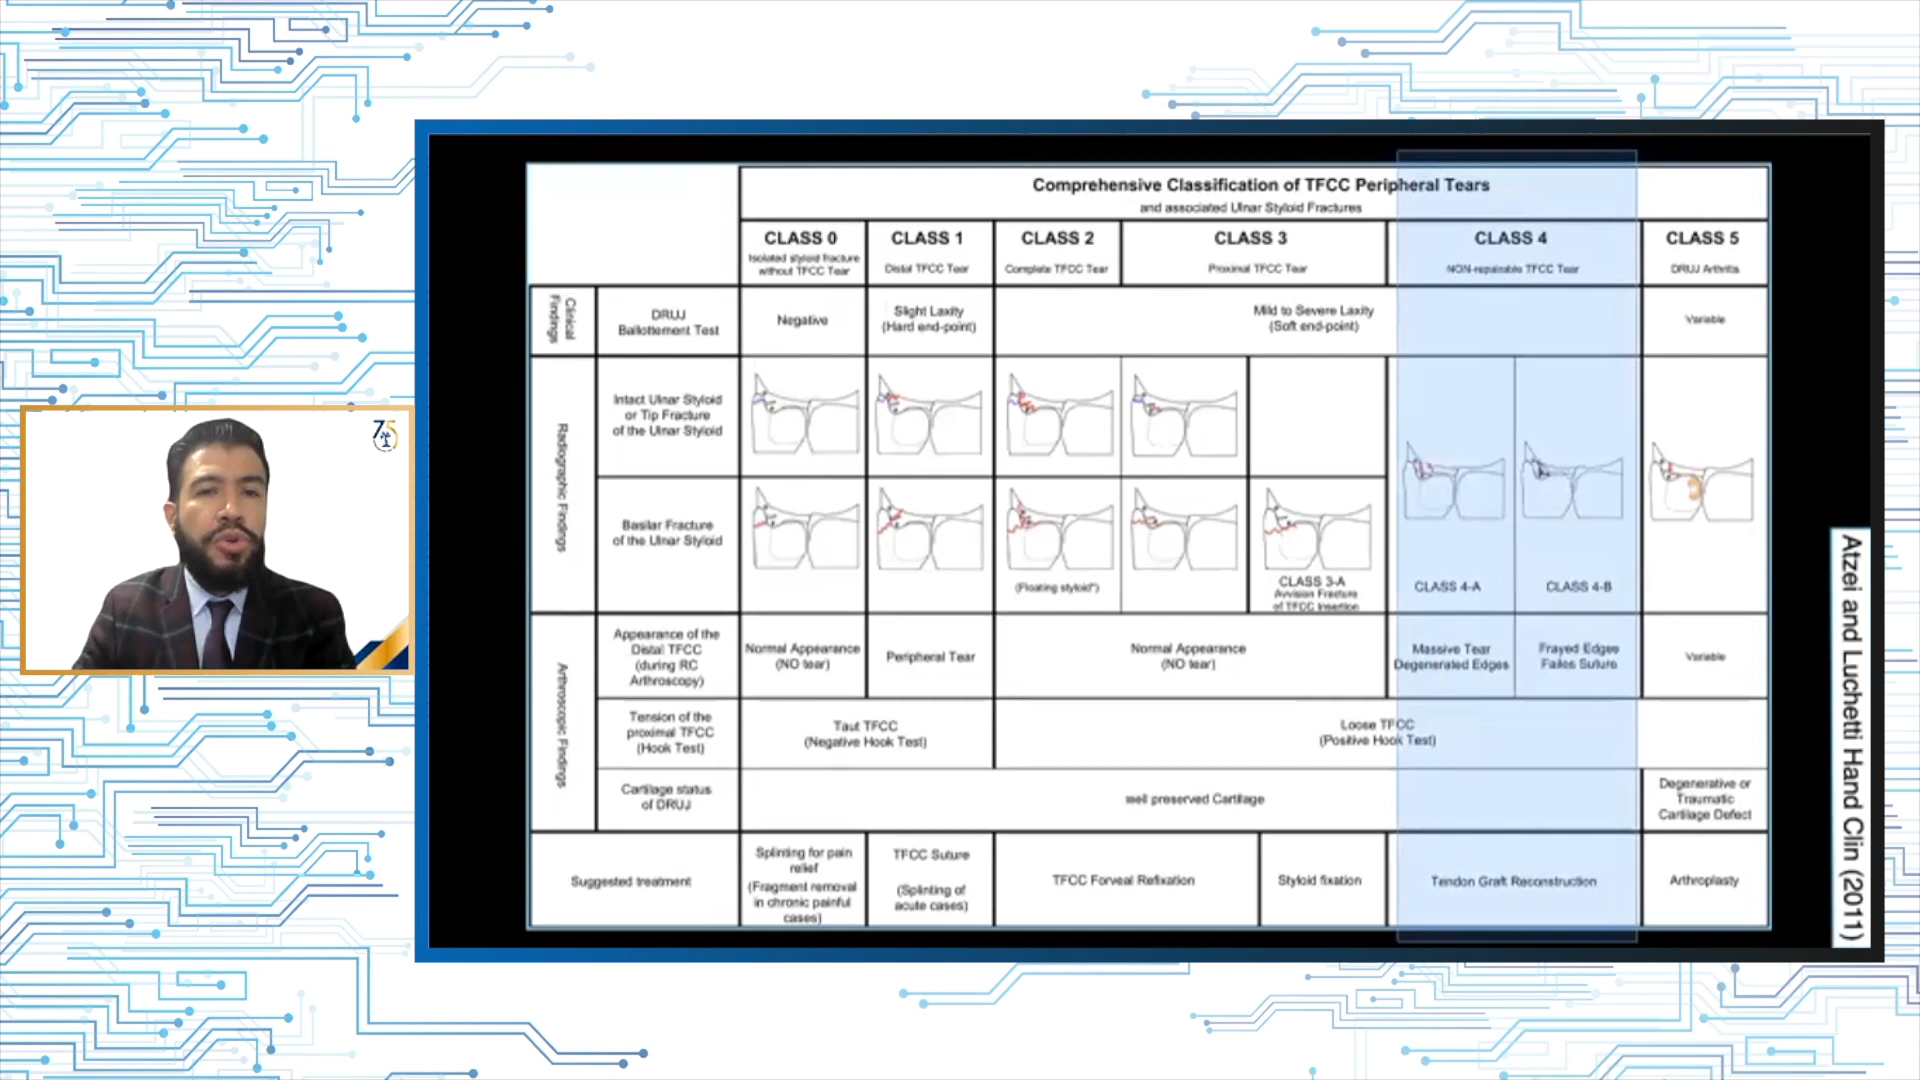 75
Comprehensive Classification of TFCC Peripheral Tears
and associated Ulnar Styloid Fractures
CLASS 0
Isolated styloid fracture
without TFCC Tear
CLASS 1
Distal TFCC Tear
CLASS 2
Complete TFCC Tear
CLASS 3
Proximal TFCC Tear
CLASS 4
NON-repairable TFCC Tear
CLASS 5
DRUJ Arthritis
Clinical
Findings
DRUJ
Ballottement Test
Negative
Slight Laxity
(Hard end-point)
Mild to Severe Laxity
(Soft end-point)
Variable
Radiographic Findings
Intact Ulnar Styloid
or Tip Fracture
of the Ulnar Styloid
Basilar Fracture
of the Ulnar Styloid
(Floating styloid")
CLASS 3-A
Avvision Fracture
of TFCC Insertion
CLASS 4-A
CLASS 4-B
Arthroscopic Findings
Appearance of the
Distal TFCC
(during RC
Arthroscopy)
Normal Appearance
(NO tear)
Peripheral Tear
Normal Appearance
(NO tear)
Massive Tear
Degenerated Edges
Frayed Edges
Failes Suture
Variable
Tension of the
proximal TFCC
(Hook Test)
Taut TFCC
(Negative Hook Test)
Loose TFCC
(Positive Hook Test)
Cartilage status
of DRUJ
well preserved Cartilage
Degenerative or
Traumatic
Cartilage Defect
Suggested treatment
Splinting for pain
relief
(Fragment removal
in chronic painful
cases)
TFCC Suture
(Splinting of
acute cases)
TFCC Forveal Refixation
Styloid fixation
Tendon Graft Reconstruction
Arthroplasty
Atzei and Luchetti Hand Clin (2011)